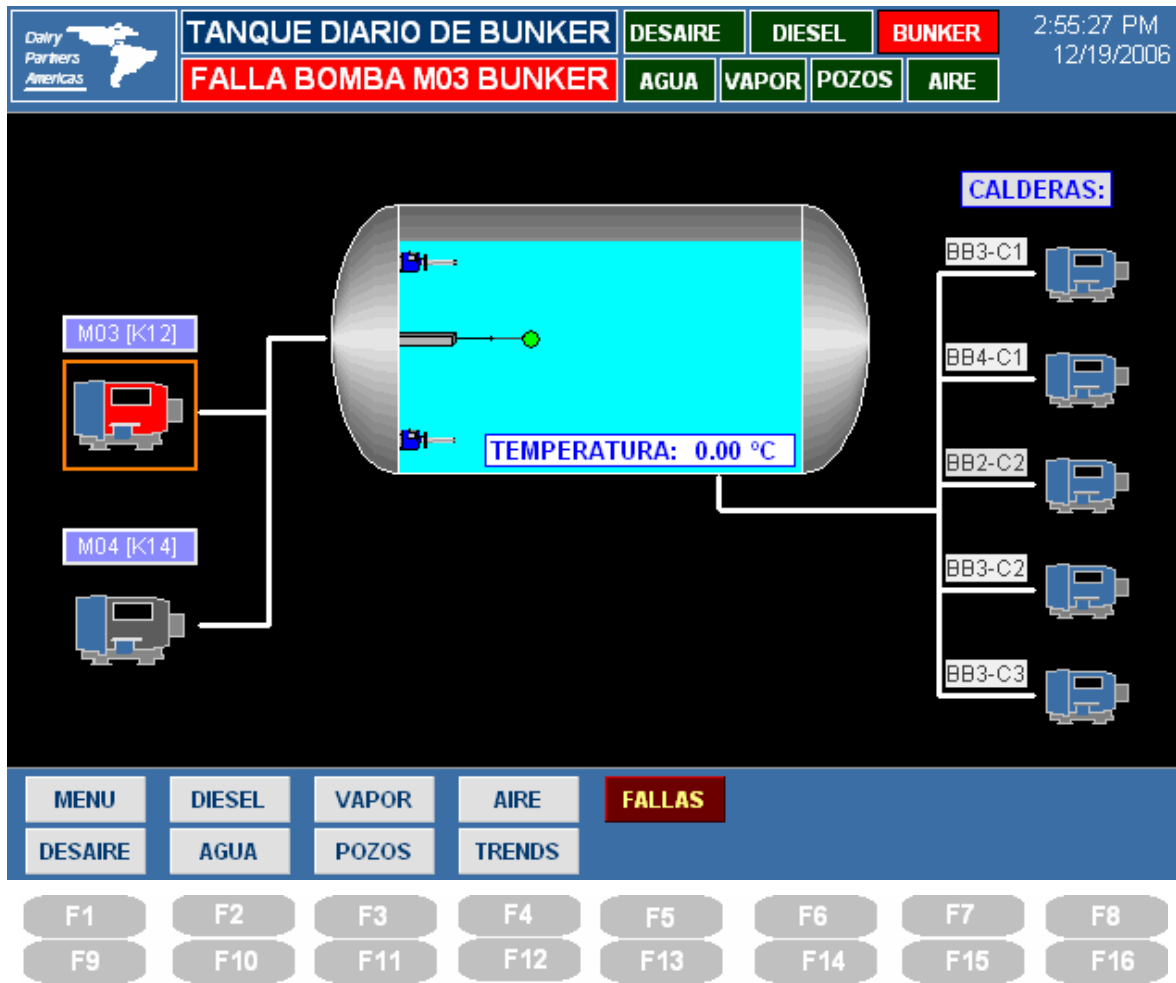 Dairy
Partners
Americas
TANQUE DIARIO DE BUNKER
FALLA BOMBA M03 BUNKER
DESAIRE DIESEL BUNKER
AGUA VAPOR POZOS AIRE
2:55:27 PM
12/19/2006
CALDERAS:
BB3-C1
M03 [K12]
BB4-C1
TEMPERATURA: 0.00 °C
BB2-C2
M04 [K14]
BB3-C2
BB3-C3
MENU DIESEL VAPOR AIRE FALLAS
DESAIRE AGUA POZOS TRENDS
F1 F2 F3 F4 F5 F6 F7 F8
F9 F10 F11 F12 F13 F14 F15 F16